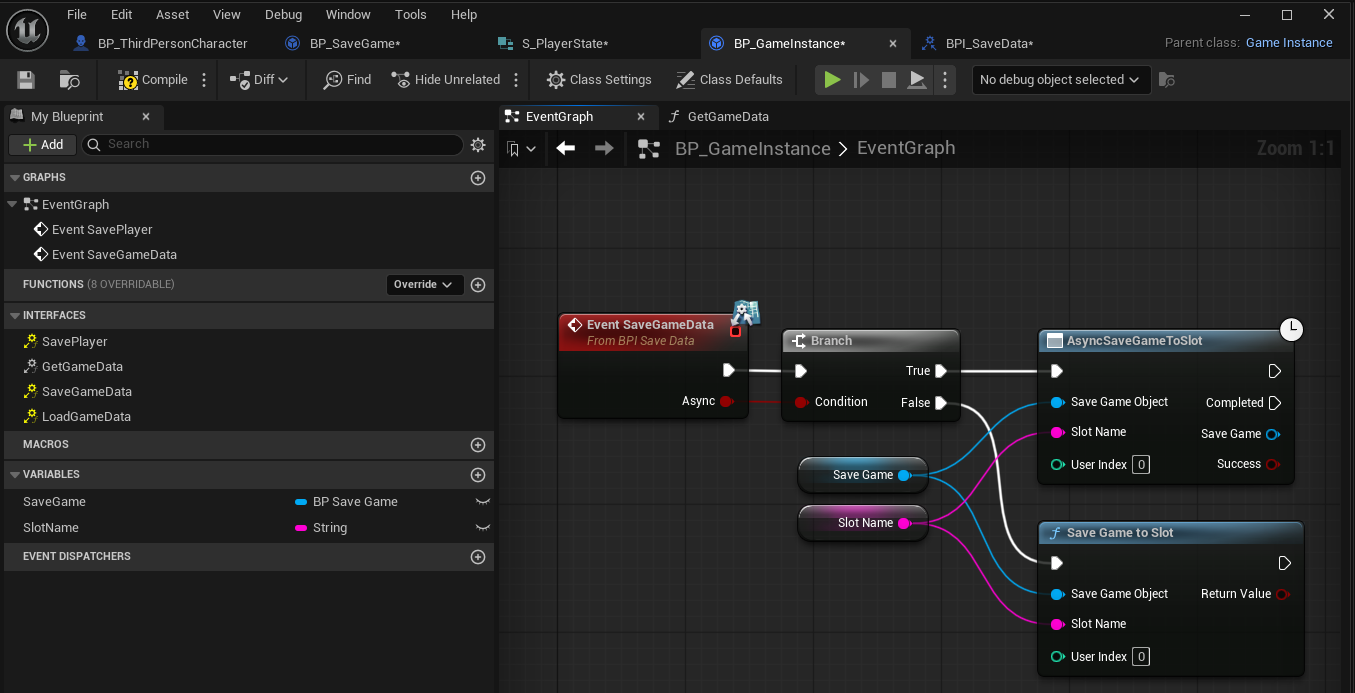 File Edit Asset View Debug Window Tools Help
BP_ThirdPersonCharacter BP_SaveGame* S_PlayerState* BP_GameInstance* BPI_SaveData* Parent class: Game Instance
Compile Diff Find Hide Unrelated Class Settings Class Defaults No debug object selected
My Blueprint EventGraph GetGameData
Add Search BP_GameInstance > EventGraph Zoom 1:1
GRAPHS
EventGraph
Event SavePlayer
Event SaveGameData
FUNCTIONS (8 OVERRIDABLE) Override
INTERFACES
SavePlayer
GetGameData
SaveGameData
LoadGameData
MACROS
VARIABLES
SaveGame BP Save Game
SlotName String
EVENT DISPATCHERS
Event SaveGameData
From BPI Save Data
Async
Branch
True
Condition False
Save Game
Slot Name
AsyncSaveGameToSlot
Save Game Object Completed
Slot Name Save Game
User Index 0 Success
Save Game to Slot
Save Game Object Return Value
Slot Name
User Index 0